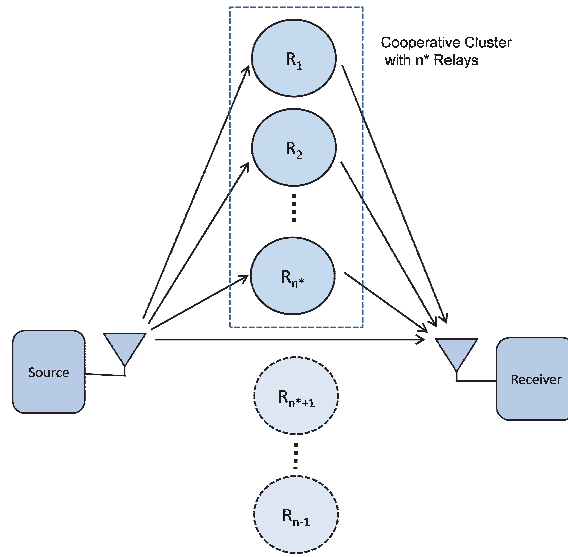 R1
Cooperative Cluster
with n* Relays
R2
Rn*
Source
Receiver
Rn*+1
Rn-1